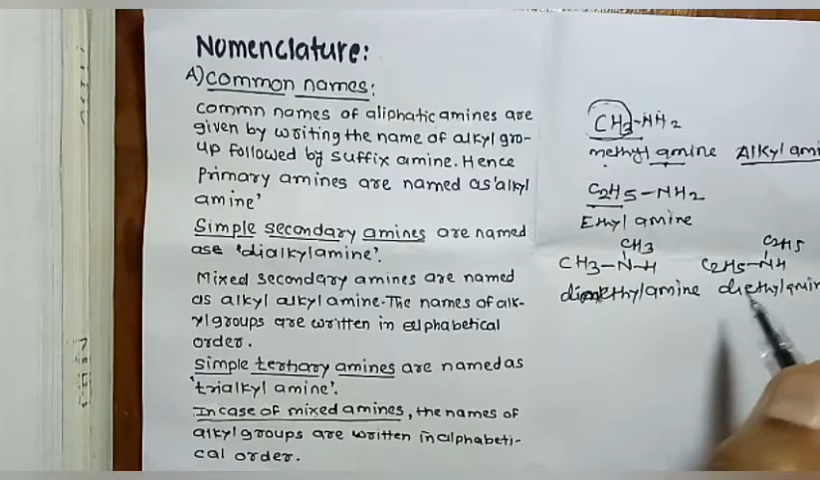 Nomenclature:
A) common names:
commn names of aliphatic amines are
given by writing the name of alkyl gro-
up followed by suffix amine. Hence
primary amines are named as 'alkyl
amine'
Simple secondary amines are named
ase 'dialkylamine'.
Mixed secondary amines are named
as alkyl alkylamine. The names of alk-
yl groups are written in alphabetical
order.
Simple tertiary amines are named as
'trialkyl amine'.
In case of mixed amines, the names of
alkyl groups are written in alphabeti-
cal order.
CH3-NH2
methyl amine Alkyl ami
C2H5-NH2
Ethyl amine
CH3 C2H5
CH3-N-H C2H5-NH
dimethylamine diethylamin